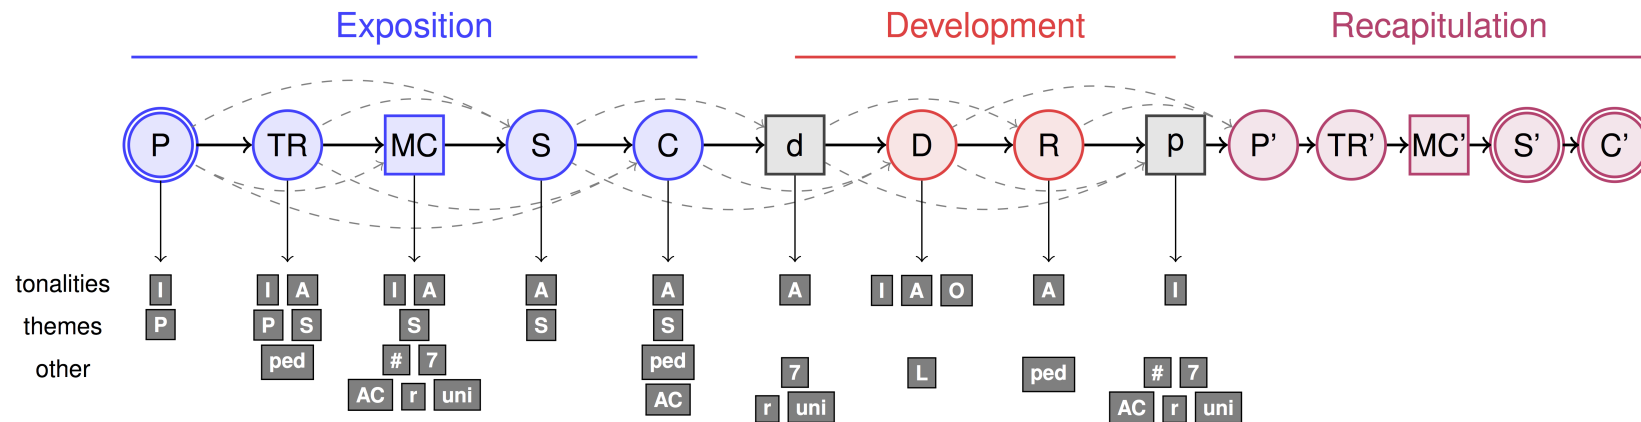 Exposition Development Recapitulation
P TR MC S C d D R p P' TR' MC' S' C'
tonalities I I A I A A A A I A O A I
themes P P S S S S
other ped # 7 ped 7 L ped # 7
AC r uni AC r uni AC r uni